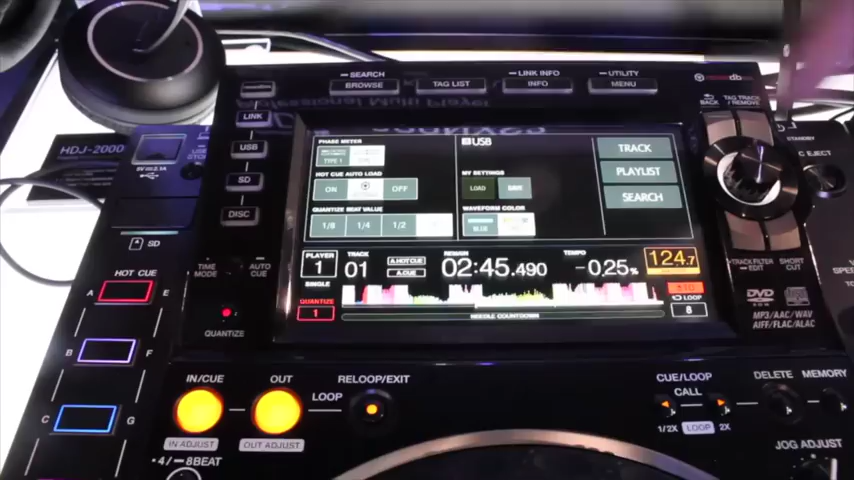 SEARCH
BROWSE
TAG LIST
LINK INFO
INFO
UTILITY
MENU
BACK
TAG TRACK
/REMOVE
LINK
USB
SD
DISC
HDJ-2000
SD
TIME
MODE
AUTO
CUE
HOT CUE
A
E
B
F
C
G
QUANTIZE
PHASE METER
TYPE 1
HOT CUE AUTO LOAD
ON
OFF
QUANTIZE BEAT VALUE
1/8
1/4
1/2
USB
MY SETTINGS
LOAD
SAVE
WAVEFORM COLOR
BLUE
TRACK
PLAYLIST
SEARCH
PLAYER
1
SINGLE
TRACK
01
A.HOT CUE
A.CUE
REMAIN
02:45.490
TEMPO
-0.25%
124.7
QUANTIZE
1
LOOP
8
NEEDLE COUNTDOWN
STANDBY
EJECT
TRACK FILTER
EDIT
SHORT
CUT
DVD
MP3/AAC/WAV
AIFF/FLAC/ALAC
IN/CUE
OUT
LOOP
RELOOP/EXIT
IN ADJUST
OUT ADJUST
4/8BEAT
CUE/LOOP
CALL
1/2X
LOOP
2X
DELETE
MEMORY
JOG ADJUST